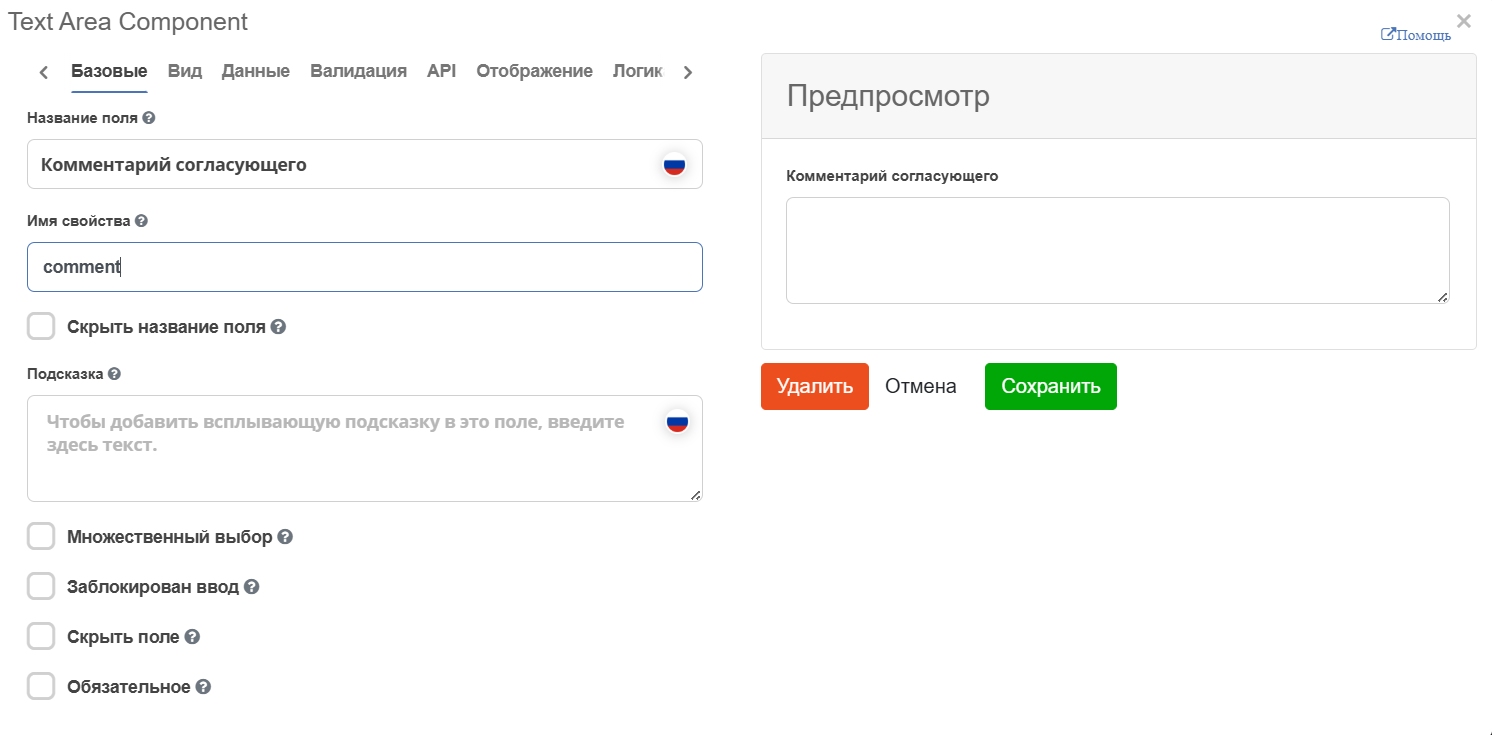 Text Area Component
Помощь
Базовые Вид Данные Валидация API Отображение Логик
Название поля
Комментарий согласующего
Имя свойства
comment
Скрыть название поля
Подсказка
Чтобы добавить всплывающую подсказку в это поле, введите
здесь текст.
Множественный выбор
Заблокирован ввод
Скрыть поле
Обязательное
Предпросмотр
Комментарий согласующего
Удалить Отмена Сохранить